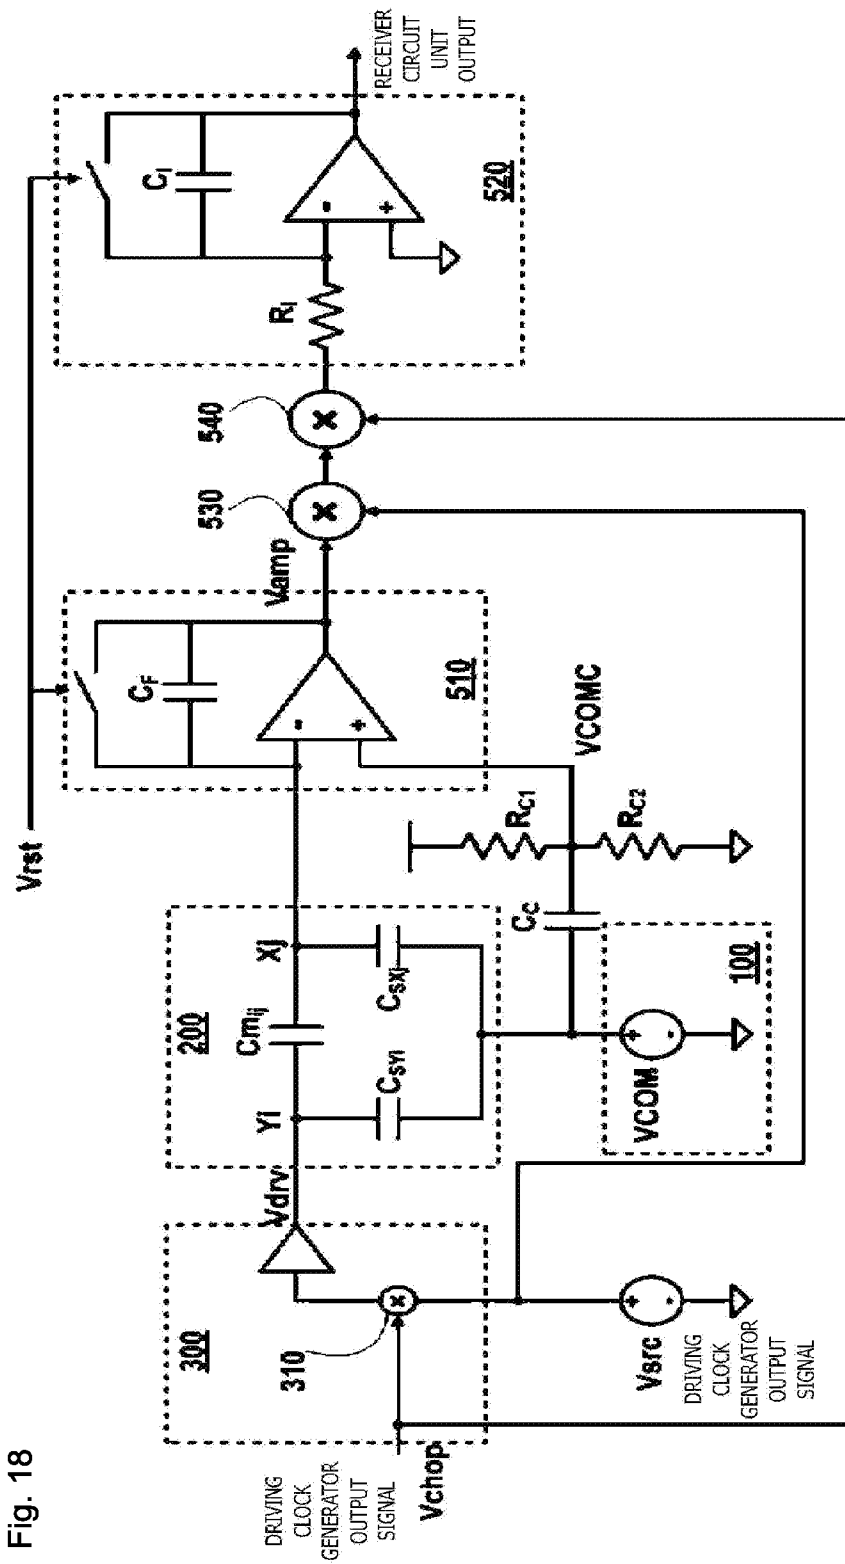 Fig. 18
Vrst
RECEIVER
CIRCUIT
UNIT
OUTPUT
CI
520
RI
-
+
540
530
×
×
Vamp
CF
510
-
+
VCOMC
RC1
RC2
CC
200
Yi
Cmij
Xj
CSYi
CSXj
100
VCOM
+
-
Vdrv
300
310
×
Vchop
DRIVING
CLOCK
GENERATOR
OUTPUT
SIGNAL
Vsrc
+
-
DRIVING
CLOCK
GENERATOR
OUTPUT
SIGNAL